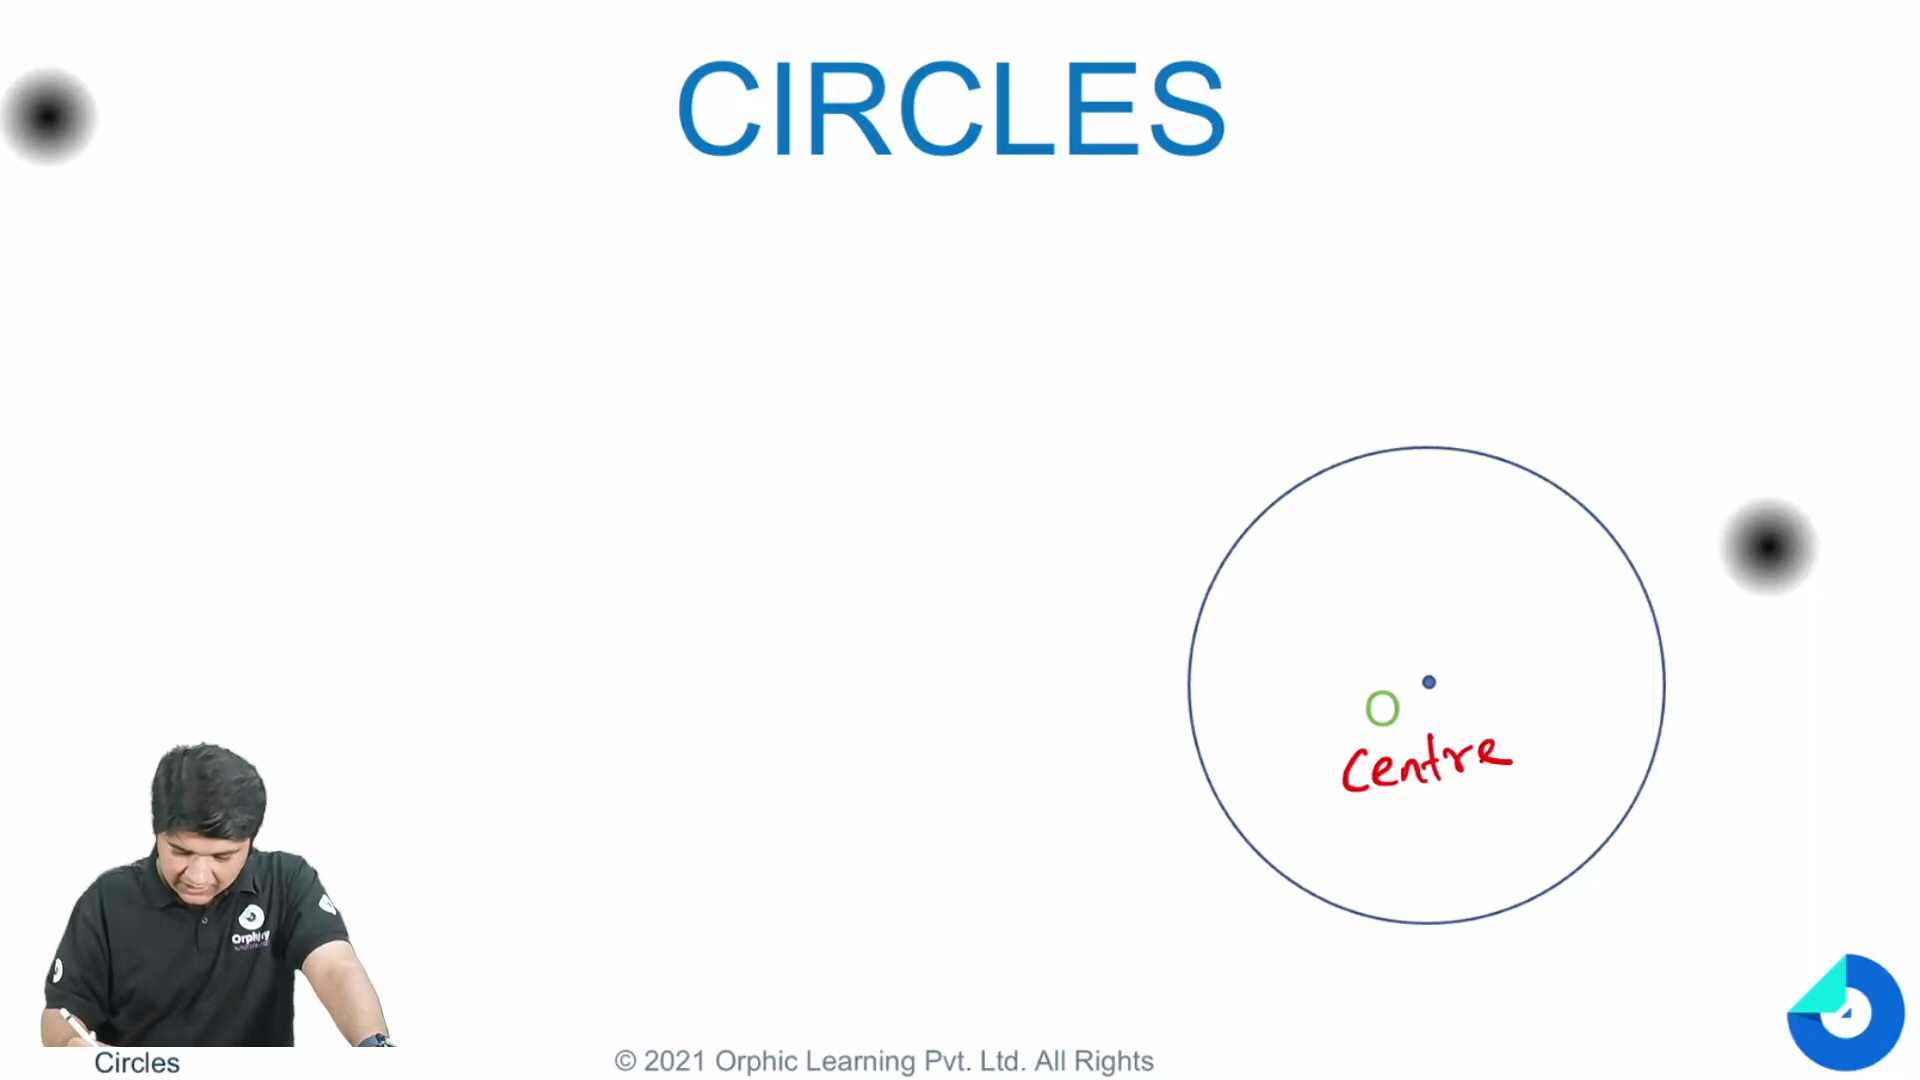 CIRCLES
O
Centre
Circles
© 2021 Orphic Learning Pvt. Ltd. All Rights